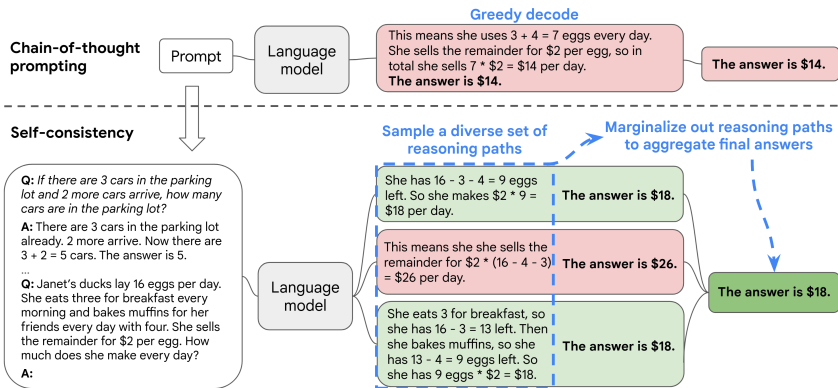 Greedy decode
Chain-of-thought
prompting
Prompt
Language
model
This means she uses 3 + 4 = 7 eggs every day.
She sells the remainder for $2 per egg, so in
total she sells 7 * $2 = $14 per day.
The answer is $14.
The answer is $14.
Self-consistency
Sample a diverse set of
reasoning paths
Marginalize out reasoning paths
to aggregate final answers
Q: If there are 3 cars in the parking
lot and 2 more cars arrive, how many
cars are in the parking lot?
A: There are 3 cars in the parking lot
already. 2 more arrive. Now there are
3 + 2 = 5 cars. The answer is 5.
...
Q: Janet's ducks lay 16 eggs per day.
She eats three for breakfast every
morning and bakes muffins for her
friends every day with four. She sells
the remainder for $2 per egg. How
much does she make every day?
A:
Language
model
She has 16 - 3 - 4 = 9 eggs
left. So she makes $2 * 9 =
$18 per day.
The answer is $18.
This means she she sells the
remainder for $2 * (16 - 4 - 3)
= $26 per day.
The answer is $26.
She eats 3 for breakfast, so
she has 16 - 3 = 13 left. Then
she bakes muffins, so she
has 13 - 4 = 9 eggs left. So
she has 9 eggs * $2 = $18.
The answer is $18.
The answer is $18.